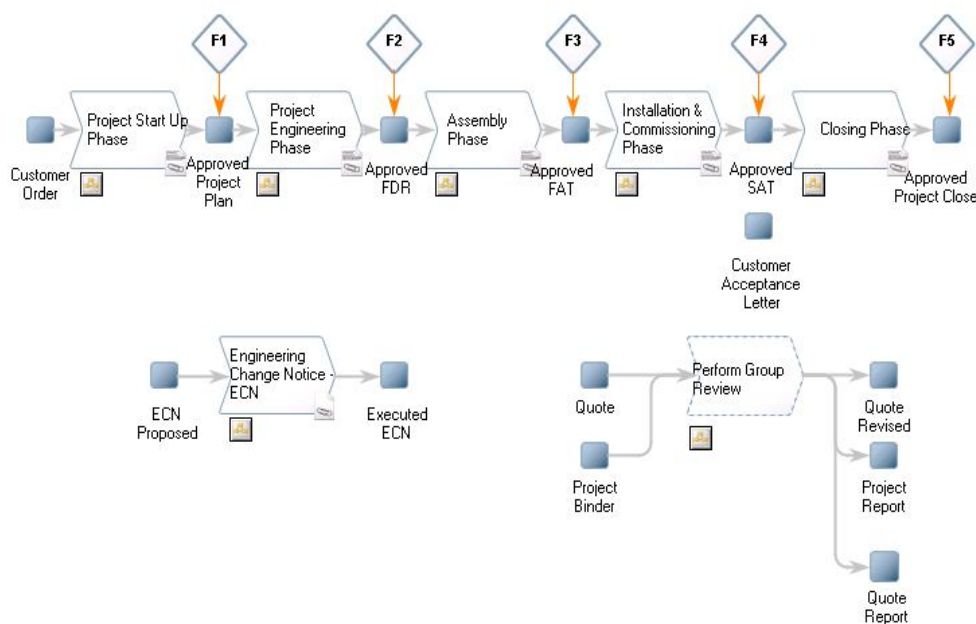 F1
F2
F3
F4
F5
Project Start Up
Phase
Project
Engineering
Phase
Assembly
Phase
Installation &
Commissioning
Phase
Closing Phase
Customer
Order
Approved
Project
Plan
Approved
FDR
Approved
FAT
Approved
SAT
Approved
Project Close
Customer
Acceptance
Letter
Engineering
Change Notice -
ECN
ECN
Proposed
Executed
ECN
Perform Group
Review
Quote
Quote
Revised
Project
Binder
Project
Report
Quote
Report